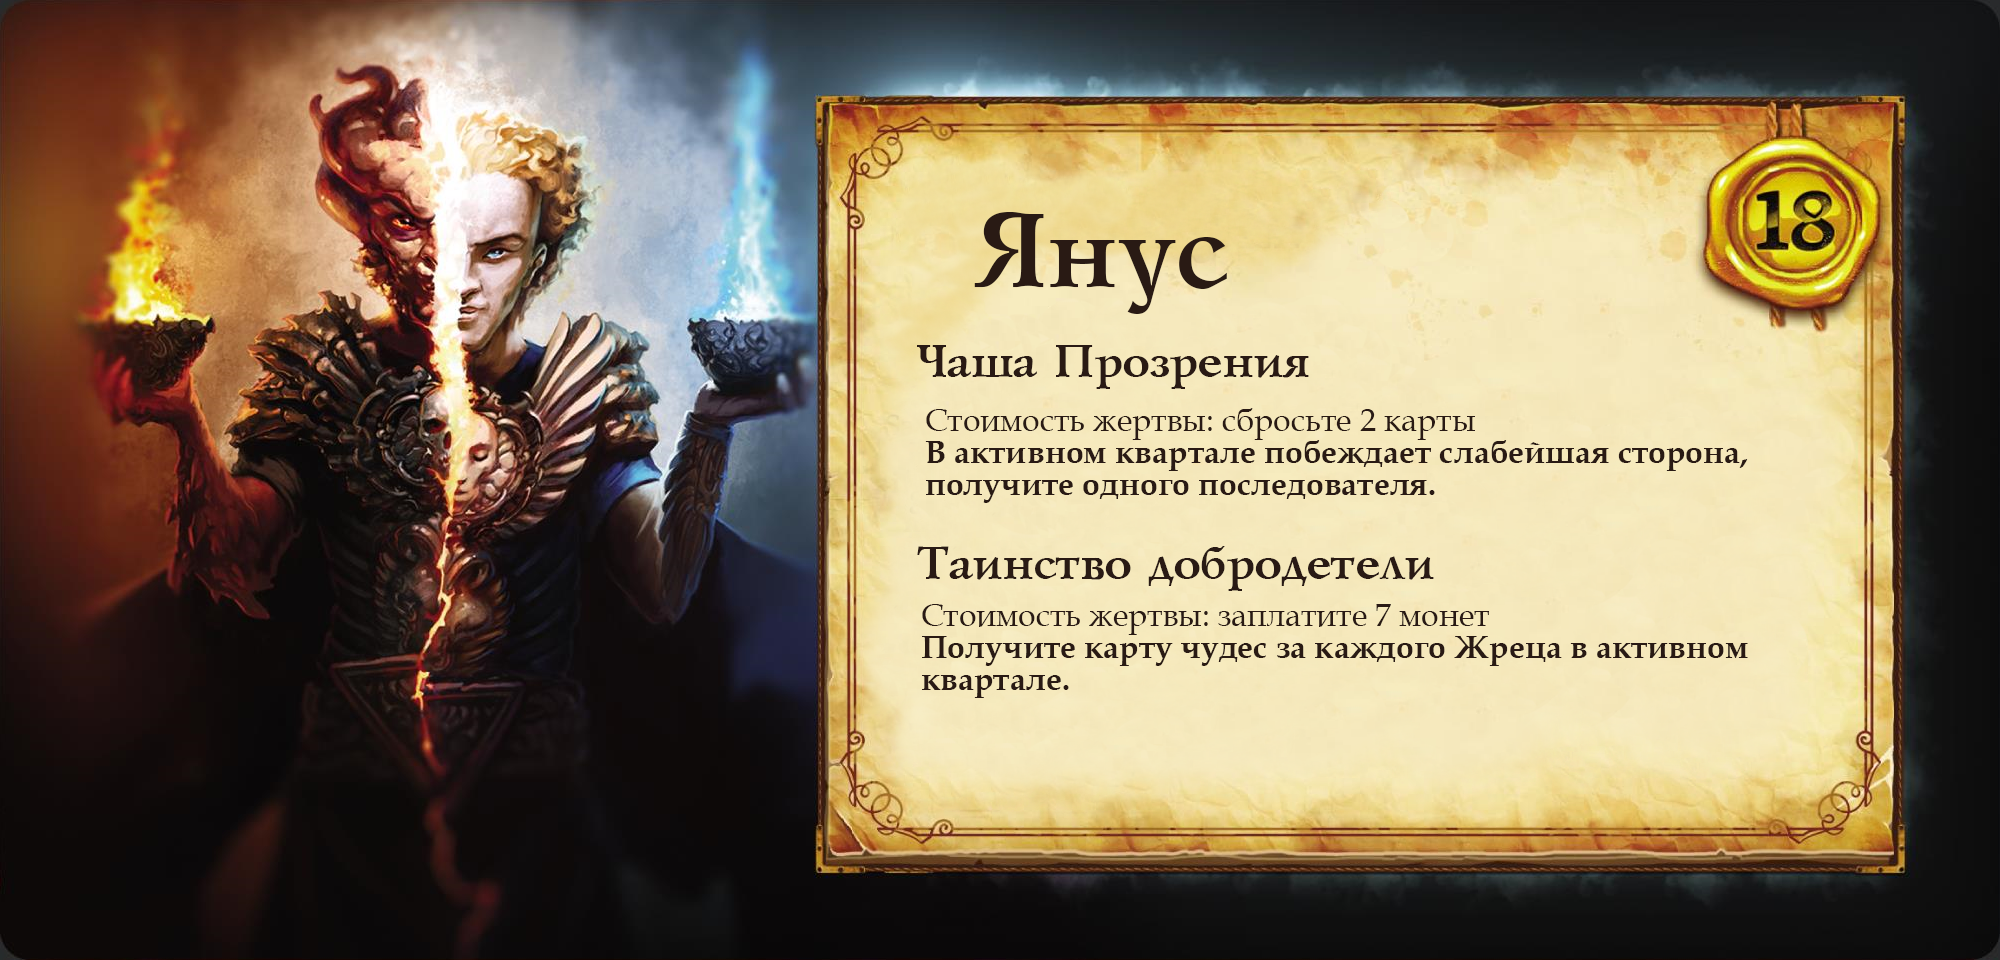 Янус
18
Чаша Прозрения
Стоимость жертвы: сбросьте 2 карты
В активном квартале побеждает слабейшая сторона,
получите одного последователя.
Таинство добродетели
Стоимость жертвы: заплатите 7 монет
Получите карту чудес за каждого Жреца в активном
квартале.